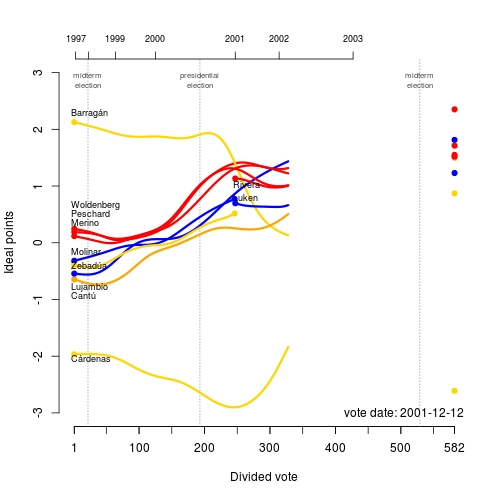 1997 1999 2000 2001 2002 2003
midterm
election
presidential
election
midterm
election
Barragán
Woldenberg
Peschard
Merino
Molinar
Zebadúa
Lujambio
Cantú
Cárdenas
Rivera
Luken
3
2
1
0
-1
-2
-3
Ideal points
vote date: 2001-12-12
1 100 200 300 400 500 582
Divided vote